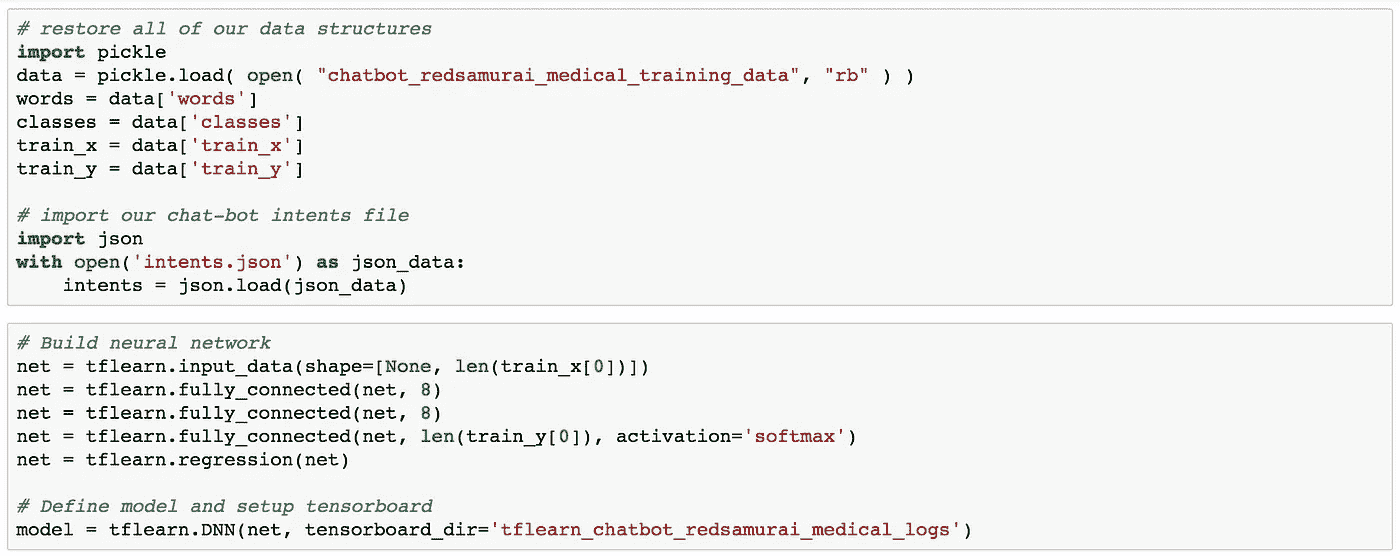 # restore all of our data structures
import pickle
data = pickle.load( open( "chatbot_redsamurai_medical_training_data", "rb" ) )
words = data['words']
classes = data['classes']
train_x = data['train_x']
train_y = data['train_y']
# import our chat-bot intents file
import json
with open('intents.json') as json_data:
    intents = json.load(json_data)
# Build neural network
net = tflearn.input_data(shape=[None, len(train_x[0])])
net = tflearn.fully_connected(net, 8)
net = tflearn.fully_connected(net, 8)
net = tflearn.fully_connected(net, len(train_y[0]), activation='softmax')
net = tflearn.regression(net)
# Define model and setup tensorboard
model = tflearn.DNN(net, tensorboard_dir='tflearn_chatbot_redsamurai_medical_logs')